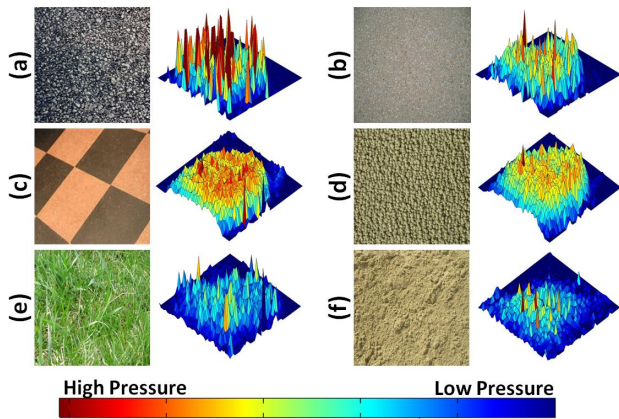 (a)
(b)
(c)
(d)
(e)
(f)
High Pressure
Low Pressure